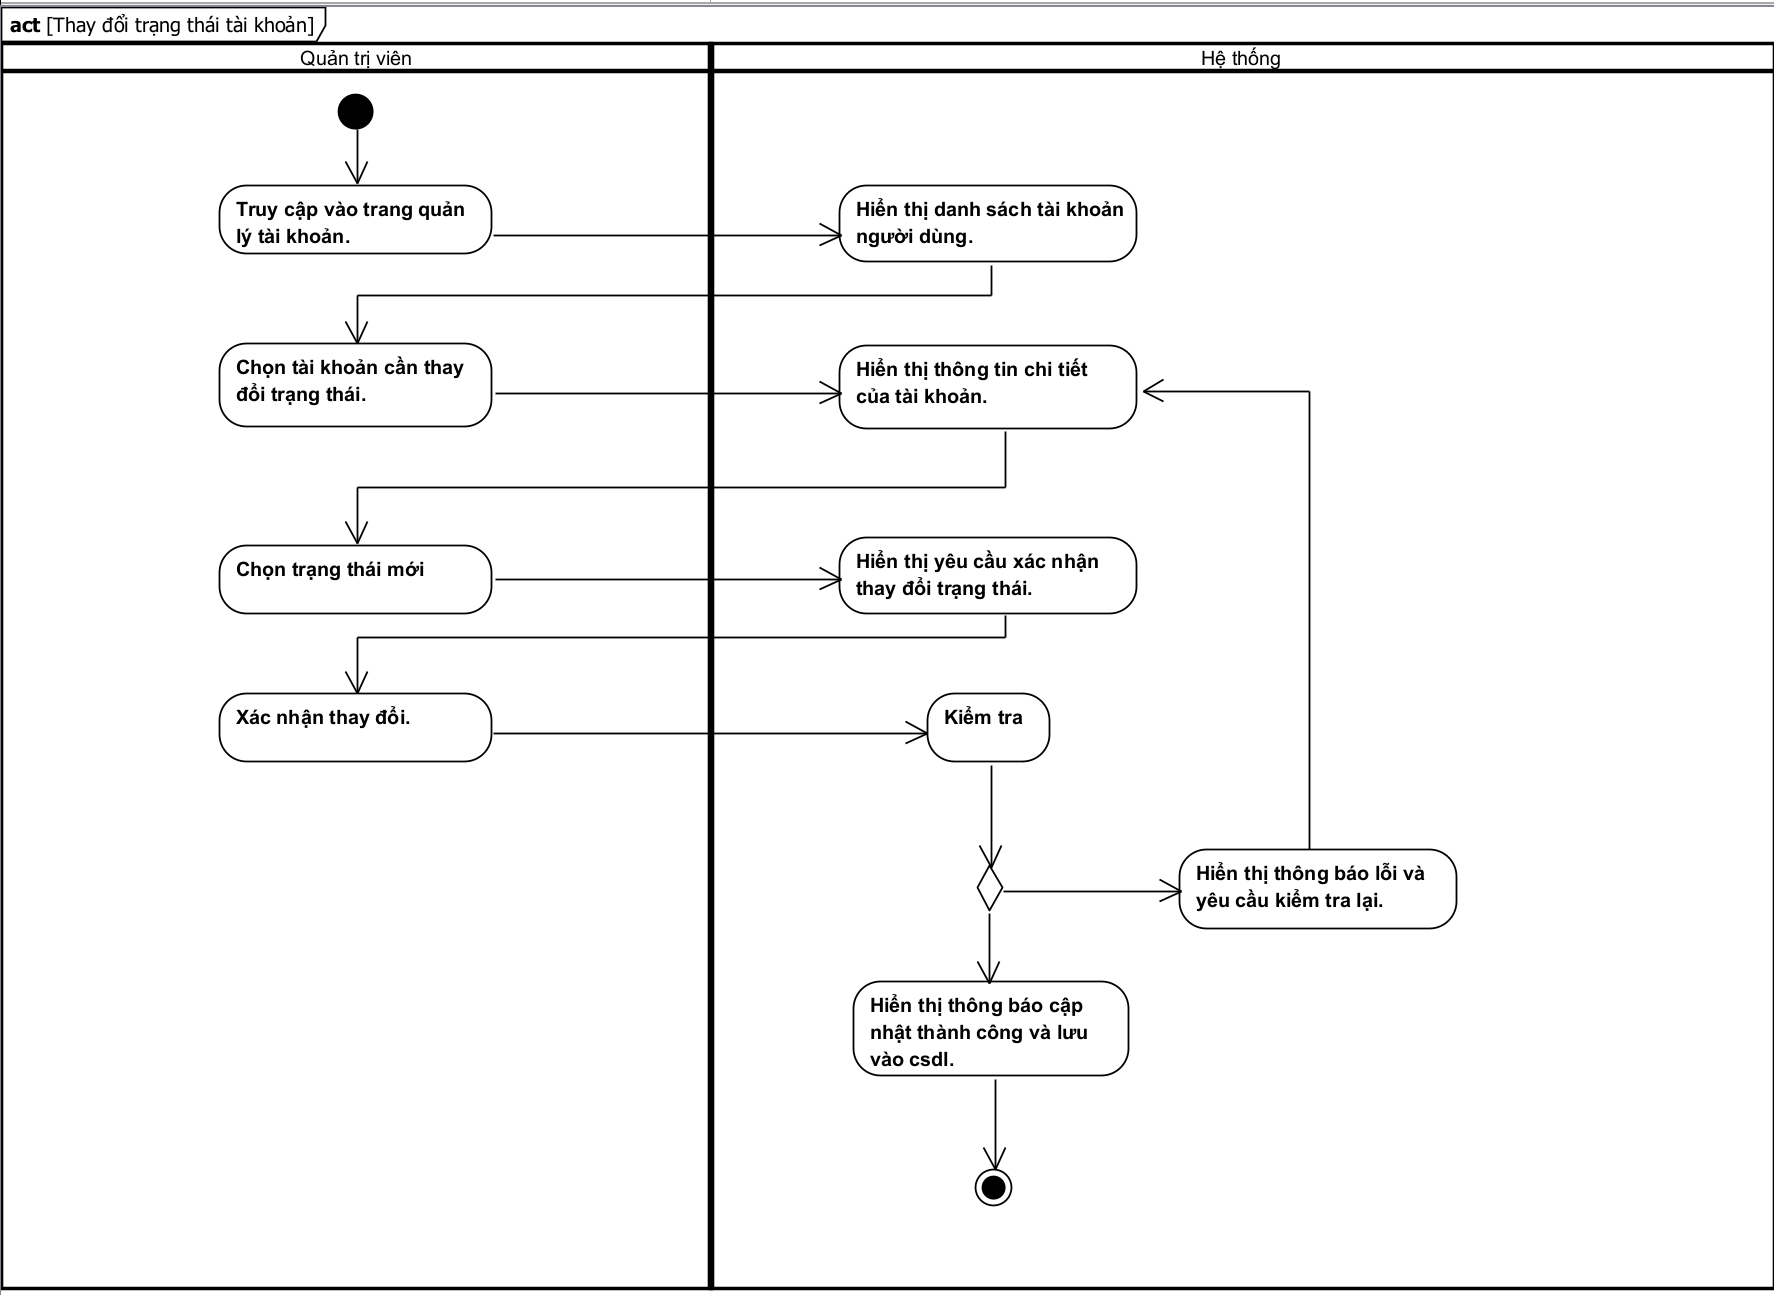 act [Thay đổi trạng thái tài khoản]
Quản trị viên
Hệ thống
Truy cập vào trang quản
lý tài khoản.
Hiển thị danh sách tài khoản
người dùng.
Chọn tài khoản cần thay
đổi trạng thái.
Hiển thị thông tin chi tiết
của tài khoản.
Chọn trạng thái mới
Hiển thị yêu cầu xác nhận
thay đổi trạng thái.
Xác nhận thay đổi.
Kiểm tra
Hiển thị thông báo lỗi và
yêu cầu kiểm tra lại.
Hiển thị thông báo cập
nhật thành công và lưu
vào csdl.